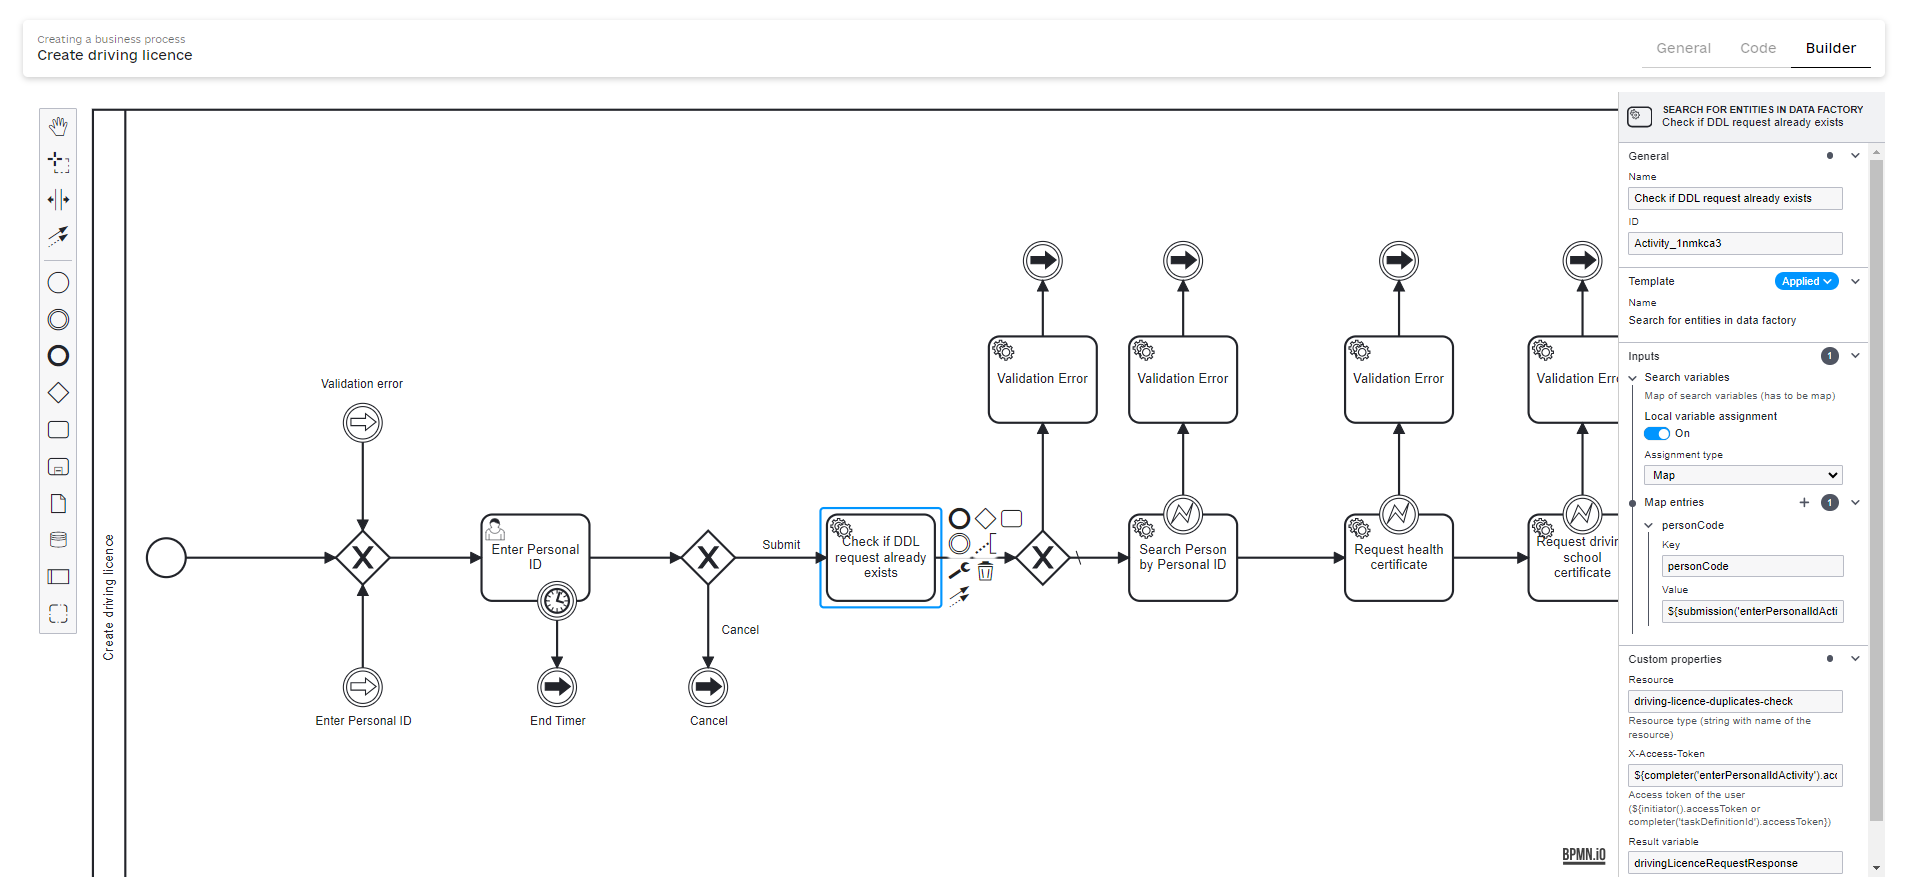 Creating a business process
Create driving licence
General
Code
Builder
Create driving licence
Validation error
Enter Personal ID
Enter Personal
ID
End Timer
Cancel
Cancel
Submit
Check if DDL
request already
exists
Validation Error
Validation Error
Search Person
by Personal ID
Validation Error
Request health
certificate
Validation Err
Request drivin
school
certificate
BPMN.iO
SEARCH FOR ENTITIES IN DATA FACTORY
Check if DDL request already exists
General
Name
Check if DDL request already exists
ID
Activity_1nmkca3
Template
Applied
Name
Search for entities in data factory
Inputs
1
Search variables
Map of search variables (has to be map)
Local variable assignment
On
Assignment type
Map
Map entries
1
personCode
Key
personCode
Value
${submission('enterPersonalIdActi
Custom properties
Resource
driving-licence-duplicates-check
Resource type (string with name of the
resource)
X-Access-Token
${completer('enterPersonalIdActivity').acc
Access token of the user
(${initiator().accessToken or
completer('taskDefinitionId').accessToken})
Result variable
drivingLicenceRequestResponse